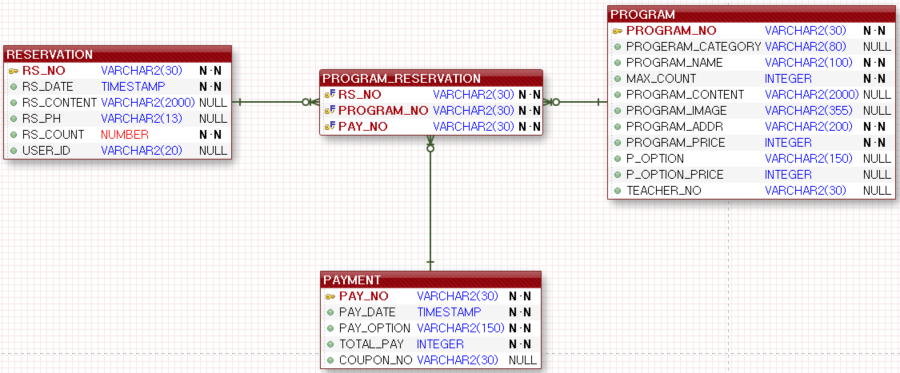 RESERVATION
RS_NO VARCHAR2(30) N·N
RS_DATE TIMESTAMP N·N
RS_CONTENT VARCHAR2(2000) NULL
RS_PH VARCHAR2(13) NULL
RS_COUNT NUMBER N·N
USER_ID VARCHAR2(20) NULL
PROGRAM_RESERVATION
RS_NO VARCHAR2(30) N·N
PROGRAM_NO VARCHAR2(30) N·N
PAY_NO VARCHAR2(30) N·N
PROGRAM
PROGRAM_NO VARCHAR2(30) N·N
PROGERAM_CATEGORY VARCHAR2(80) NULL
PROGRAM_NAME VARCHAR2(100) N·N
MAX_COUNT INTEGER N·N
PROGRAM_CONTENT VARCHAR2(2000) NULL
PROGRAM_IMAGE VARCHAR2(355) NULL
PROGRAM_ADDR VARCHAR2(200) N·N
PROGRAM_PRICE INTEGER N·N
P_OPTION VARCHAR2(150) NULL
P_OPTION_PRICE INTEGER NULL
TEACHER_NO VARCHAR2(30) NULL
PAYMENT
PAY_NO VARCHAR2(30) N·N
PAY_DATE TIMESTAMP N·N
PAY_OPTION VARCHAR2(150) N·N
TOTAL_PAY INTEGER N·N
COUPON_NO VARCHAR2(30) NULL